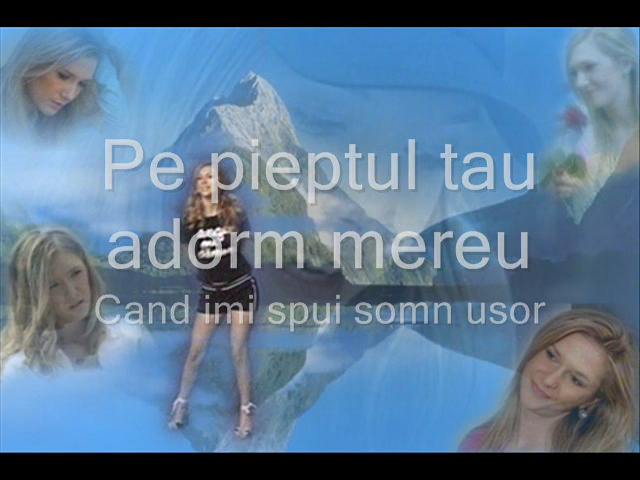 Pe pieptul tau
adorm mereu
Cand imi spui somn usor